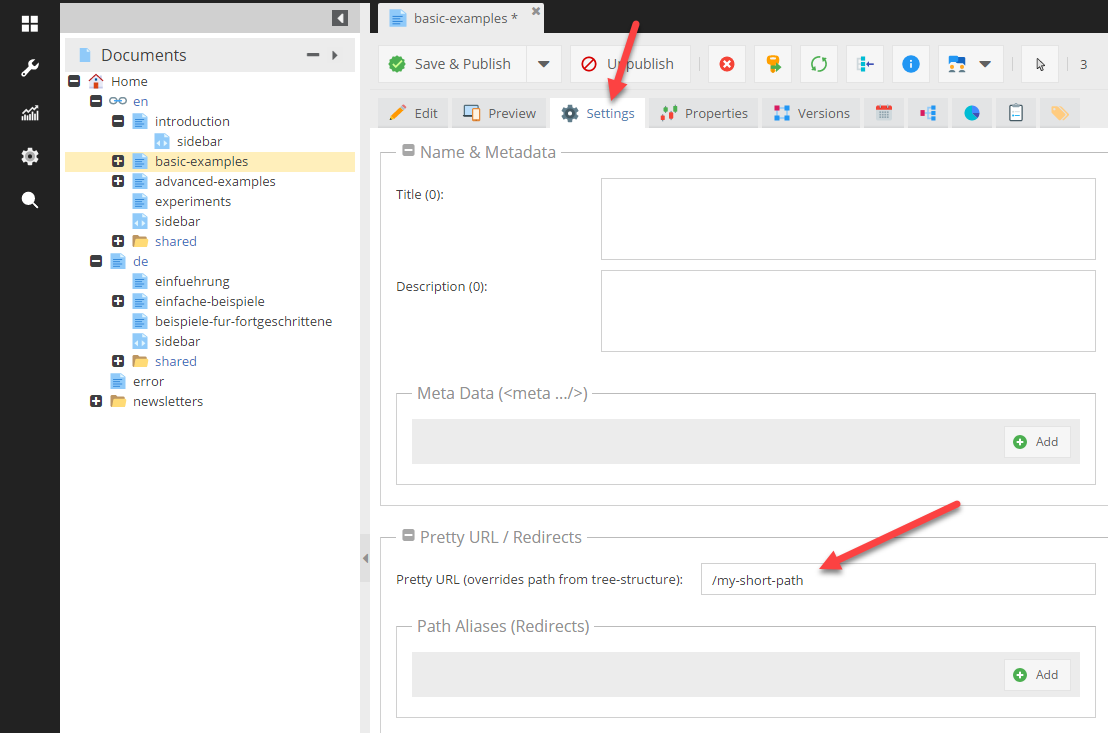 basic-examples *
Documents
Home
en
introduction
sidebar
basic-examples
advanced-examples
experiments
sidebar
shared
de
einfuehrung
einfache-beispiele
beispiele-fur-fortgeschrittene
sidebar
shared
error
newsletters
Save & Publish
Unpublish
3
Edit
Preview
Settings
Properties
Versions
Name & Metadata
Title (0):
Description (0):
Meta Data (<meta .../>)
Add
Pretty URL / Redirects
Pretty URL (overrides path from tree-structure):
/my-short-path
Path Aliases (Redirects)
Add